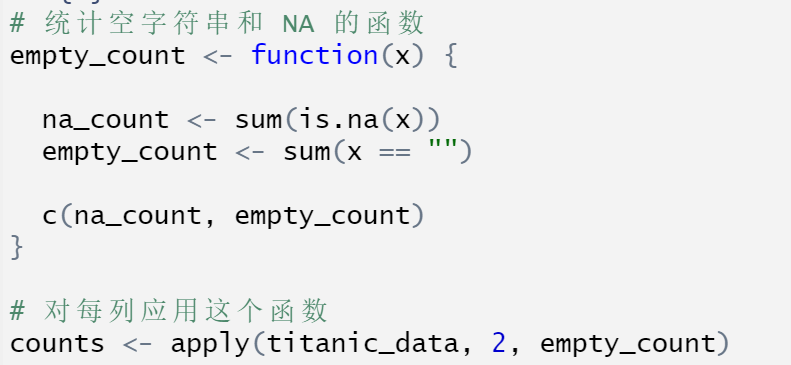 # 统计空字符串和 NA 的函数
empty_count <- function(x) {
na_count <- sum(is.na(x))
empty_count <- sum(x == "")
c(na_count, empty_count)
}
# 对每列应用这个函数
counts <- apply(titanic_data, 2, empty_count)